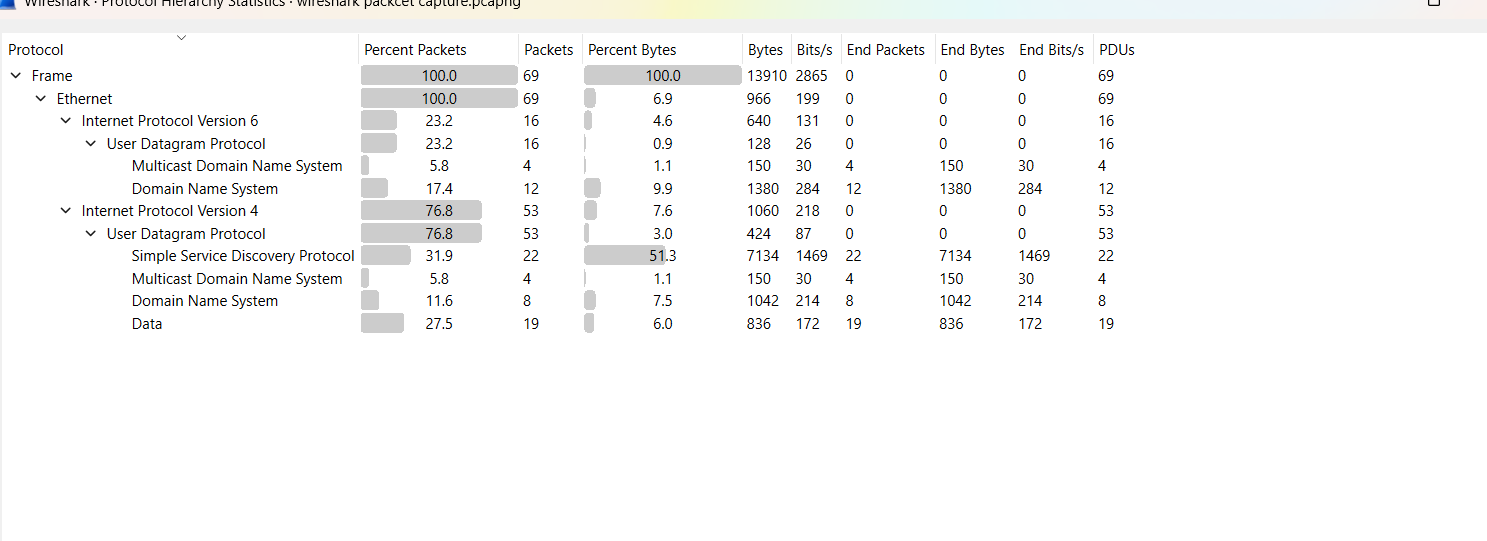 Wireshark · Protocol Hierarchy Statistics · wireshark packcet capture.pcapng
Protocol Percent Packets Packets Percent Bytes Bytes Bits/s End Packets End Bytes End Bits/s PDUs
Frame 100.0 69 100.0 13910 2865 0 0 0 69
Ethernet 100.0 69 6.9 966 199 0 0 0 69
Internet Protocol Version 6 23.2 16 4.6 640 131 0 0 0 16
User Datagram Protocol 23.2 16 0.9 128 26 0 0 0 16
Multicast Domain Name System 5.8 4 1.1 150 30 4 150 30 4
Domain Name System 17.4 12 9.9 1380 284 12 1380 284 12
Internet Protocol Version 4 76.8 53 7.6 1060 218 0 0 0 53
User Datagram Protocol 76.8 53 3.0 424 87 0 0 0 53
Simple Service Discovery Protocol 31.9 22 51.3 7134 1469 22 7134 1469 22
Multicast Domain Name System 5.8 4 1.1 150 30 4 150 30 4
Domain Name System 11.6 8 7.5 1042 214 8 1042 214 8
Data 27.5 19 6.0 836 172 19 836 172 19